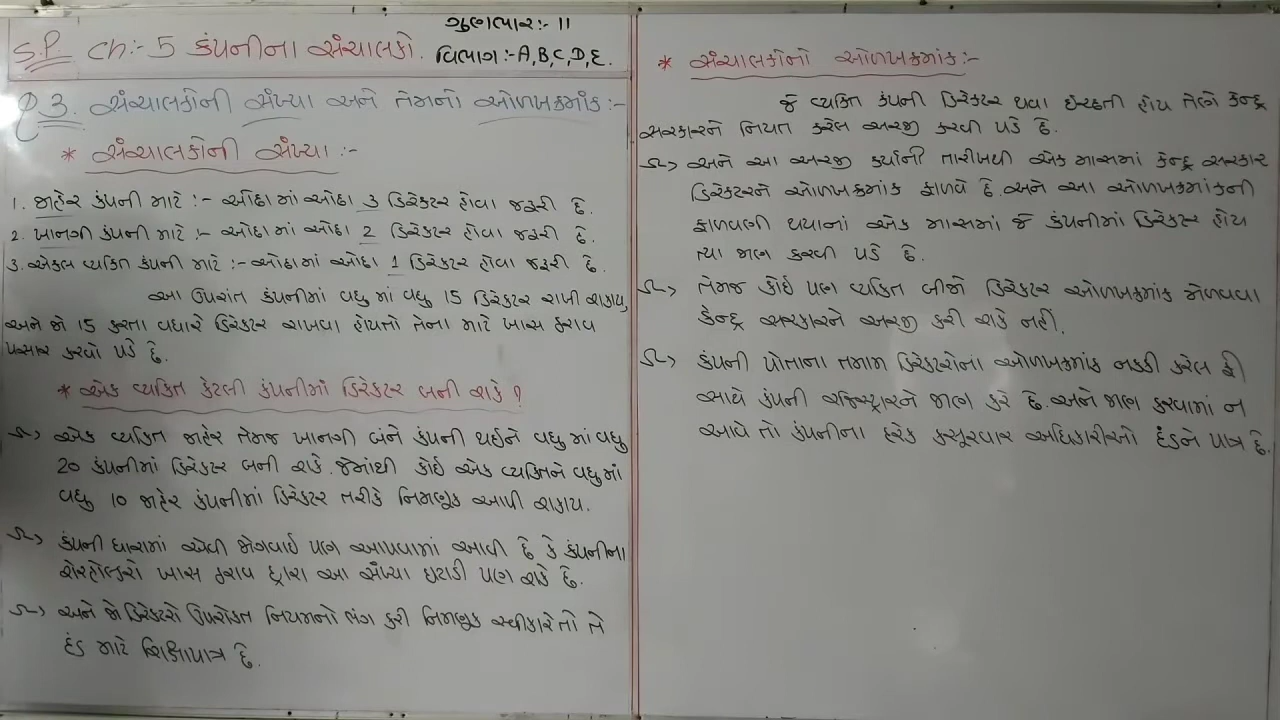 S.P. Ch:- 5 કંપનીના સંચાલકો.
ગુણભાર:- 11
વિભાગ:- A,B,C,D,E.
Q 3. સંચાલકોની સંખ્યા અને તેમનો ઓળખક્રમાંક:-
* સંચાલકોની સંખ્યા:-
1. જાહેર કંપની માટે:- ઓછામાં ઓછા 3 ડિરેક્ટર હોવા જરૂરી છે.
2. ખાનગી કંપની માટે:- ઓછામાં ઓછા 2 ડિરેક્ટર હોવા જરૂરી છે.
3. એકલ વ્યક્તિ કંપની માટે:- ઓછામાં ઓછા 1 ડિરેક્ટર હોવા જરૂરી છે.
આ ઉપરાંત કંપનીમાં વધુ માં વધુ 15 ડિરેક્ટર રાખી શકાય,
અને જો 15 કરતા વધારે ડિરેક્ટર રાખવા હોયતો તેના માટે ખાસ ઠરાવ
પસાર કરવો પડે છે.
* એક વ્યક્તિ કેટલી કંપનીમાં ડિરેક્ટર બની શકે ?
→ એક વ્યક્તિ જાહેર તેમજ ખાનગી બંને કંપની થઈને વધુ માં વધુ
20 કંપનીમાં ડિરેક્ટર બની શકે. જેમાંથી કોઈ એક વ્યક્તિને વધુમાં
વધુ 10 જાહેર કંપનીમાં ડિરેક્ટર તરીકે નિમણૂક આપી શકાય.
→ કંપની ધારામાં એવી જોગવાઈ પણ આપવામાં આવી છે કે કંપનીના
શેરહોલ્ડરો ખાસ ઠરાવ દ્વારા આ સંખ્યા ઘટાડી પણ શકે છે.
→ અને જો ડિરેક્ટરો ઉપરોક્ત નિયમનો ભંગ કરી નિમણૂક સ્વીકારે તો તે
દંડ માટે શિક્ષાપાત્ર છે.
* સંચાલકોનો ઓળખક્રમાંક:-
જે વ્યક્તિ કંપની ડિરેક્ટર થવા ઈચ્છતી હોય તેણે કેન્દ્ર
સરકારને નિયત કરેલ અરજી કરવી પડે છે.
→ અને આ અરજી કર્યાની તારીખથી એક માસમાં કેન્દ્ર સરકાર
ડિરેક્ટરને ઓળખક્રમાંક ફાળવે છે. અને આ ઓળખક્રમાંકની
ફાળવણી થયાનાં એક માસમાં જે કંપનીમાં ડિરેક્ટર હોય
ત્યા જાણ કરવી પડે છે.
→ તેમજ કોઈ પણ વ્યક્તિ બીજો ડિરેક્ટર ઓળખક્રમાંક મેળવવા
કેન્દ્ર સરકારને અરજી કરી શકે નહીં.
→ કંપની પોતાના તમામ ડિરેક્ટરોના ઓળખક્રમાંક નક્કી કરેલ ફી
સાથે કંપની રજિસ્ટ્રારને જાણ કરે છે. અને જાણ કરવામાં ન
આવે તો કંપનીના દરેક કસૂરવાર અધિકારીઓ દંડને પાત્ર છે.